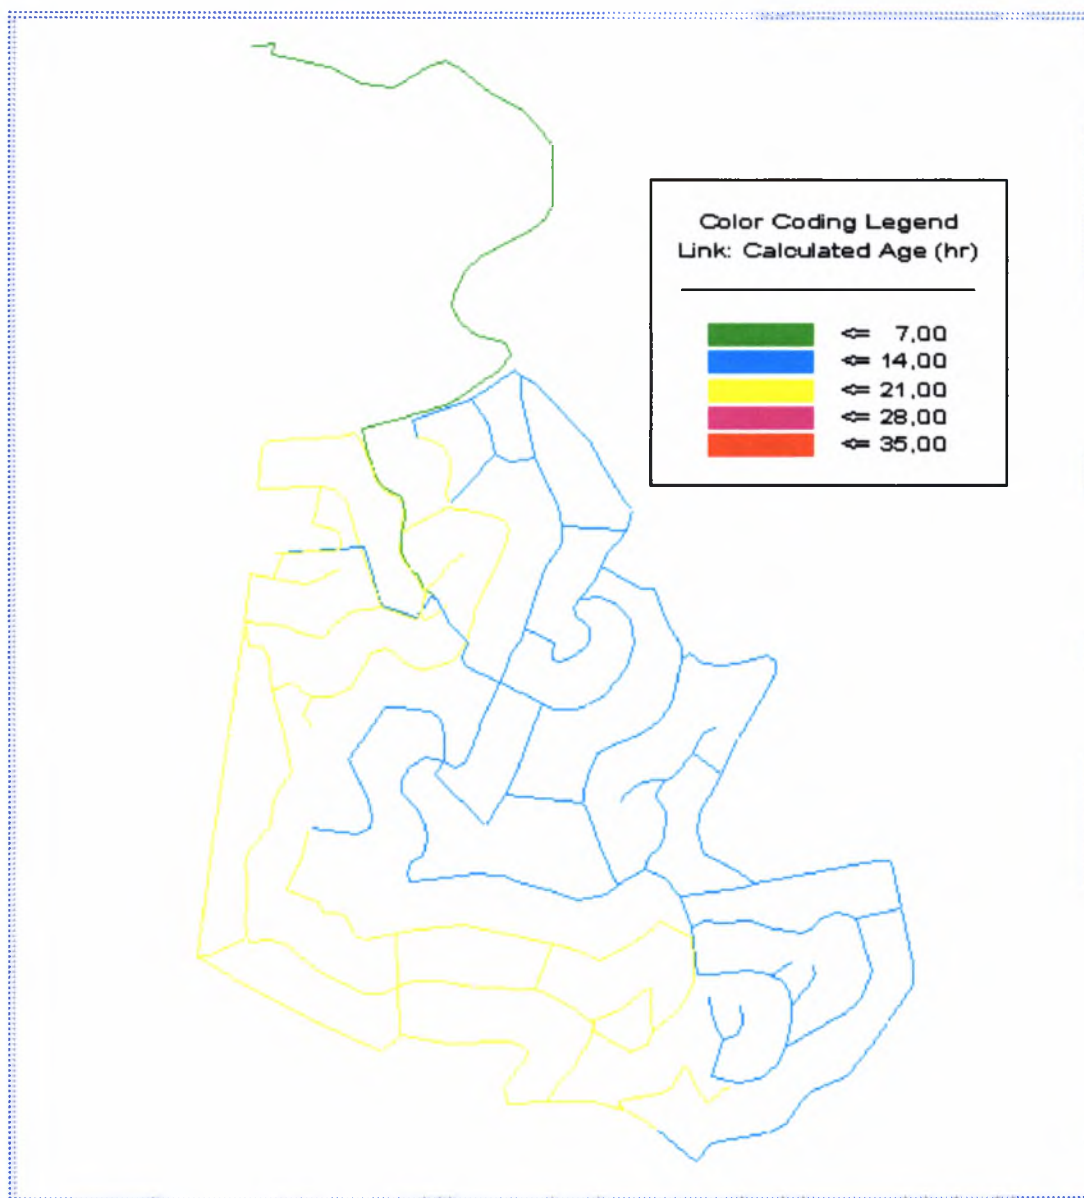 Color Coding Legend
Link: Calculated Age (hr)
<= 7,00
<= 14,00
<= 21,00
<= 28,00
<= 35,00